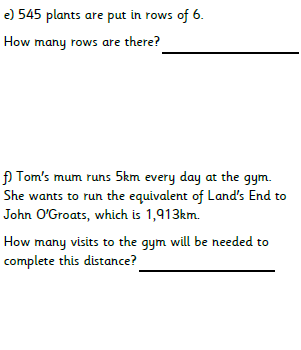 e) 545 plants are put in rows of 6.
How many rows are there?
f) Tom's mum runs 5km every day at the gym.
She wants to run the equivalent of Land's End to
John O'Groats, which is 1,913km.
How many visits to the gym will be needed to
complete this distance?